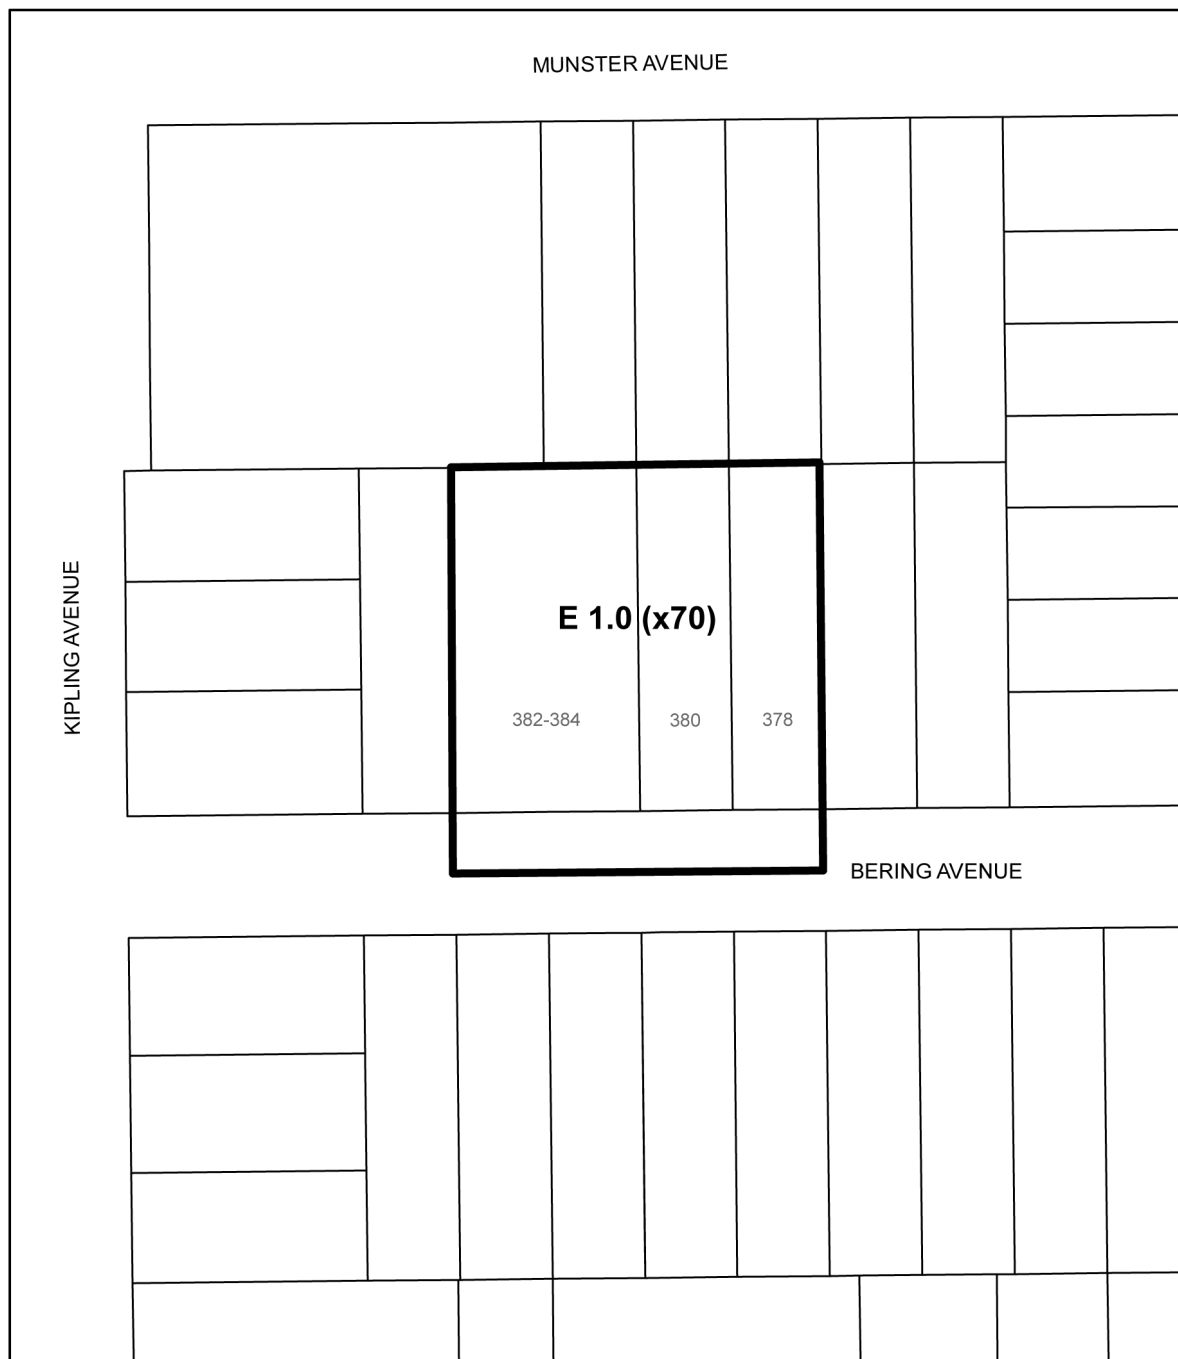 MUNSTER AVENUE
KIPLING AVENUE
E 1.0 (x70)
382-384
380
378
BERING AVENUE